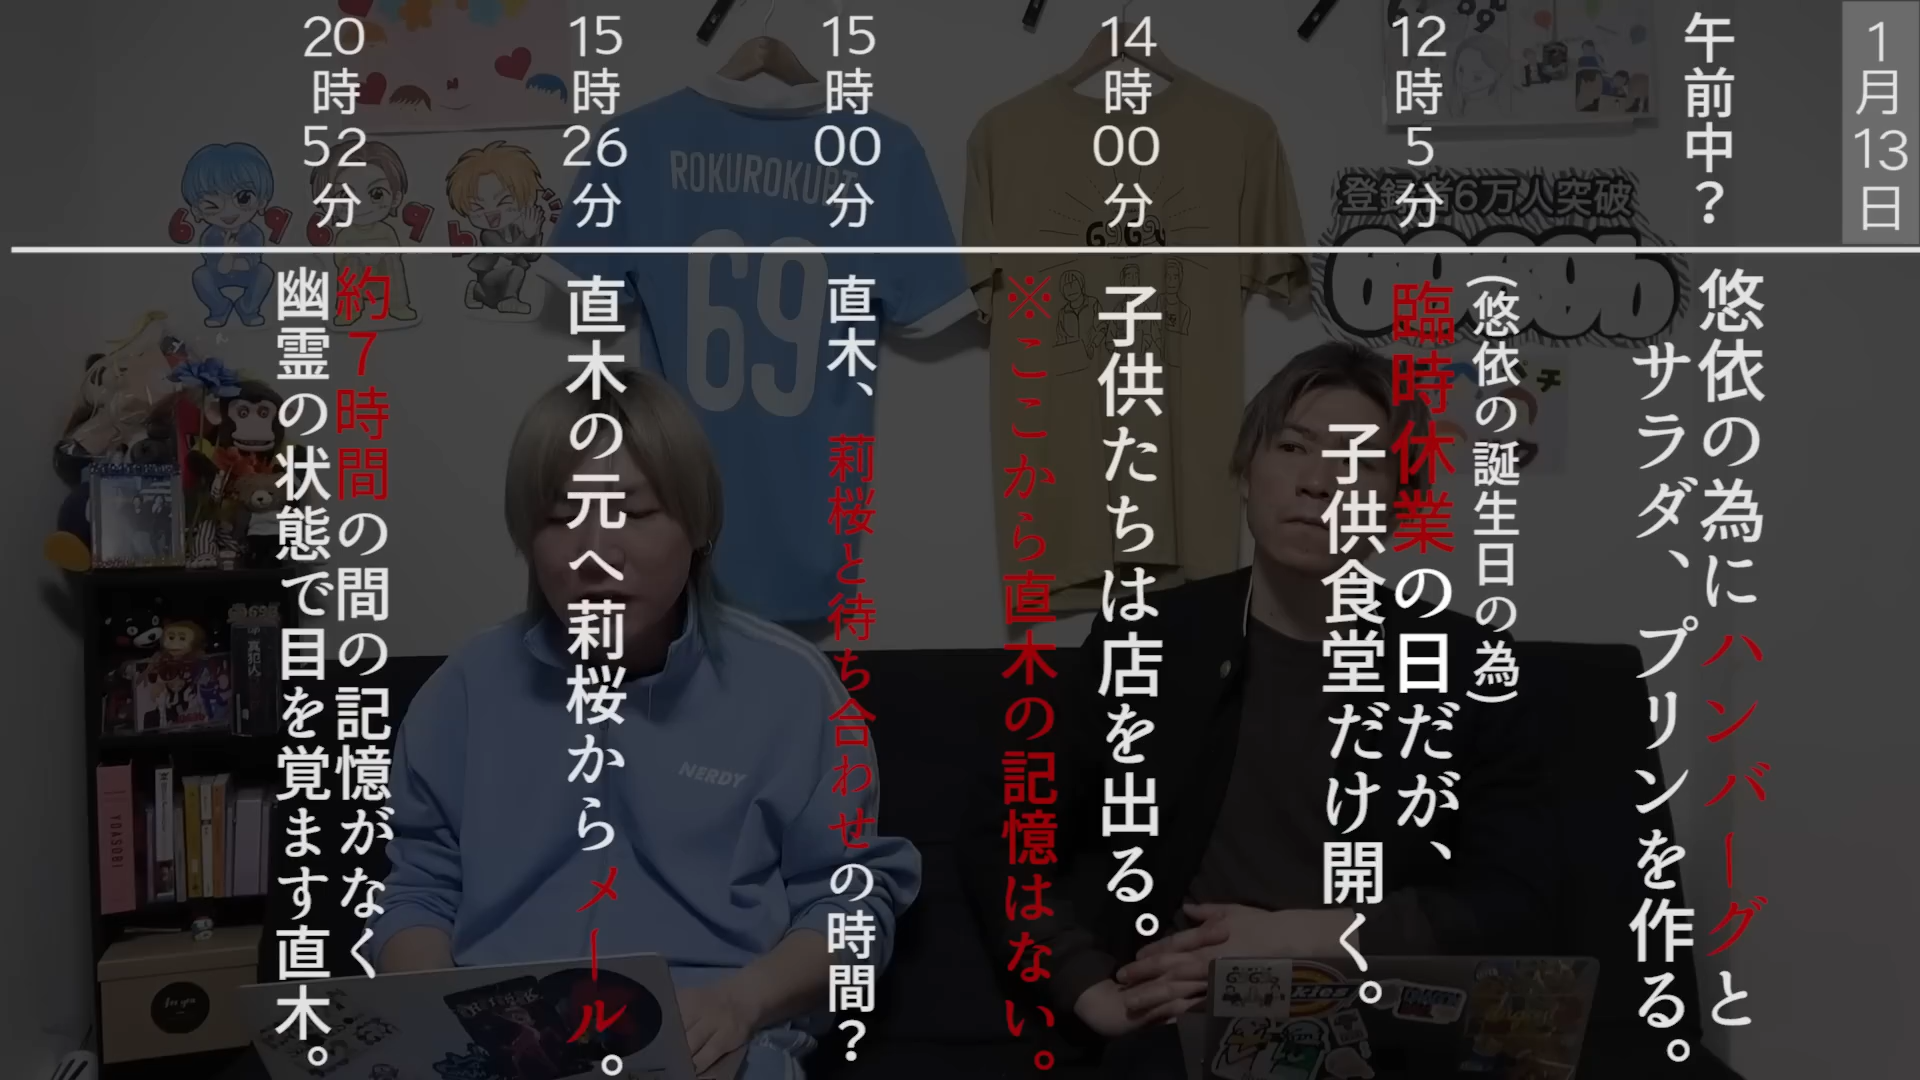 1月13日
午前中？
悠依の為にハンバーグと
サラダ、プリンを作る。
12時5分
(悠依の誕生日の為)
臨時休業の日だが、
子供食堂だけ開く。
14時00分
子供たちは店を出る。
※ここから直木の記憶はない。
15時00分
直木、莉桜と待ち合わせの時間？
15時26分
直木の元へ莉桜からメール。
20時52分
約7時間の間の記憶がなく
幽霊の状態で目を覚ます直木。
登録者6万人突破
69
NERDY
YOASOBI